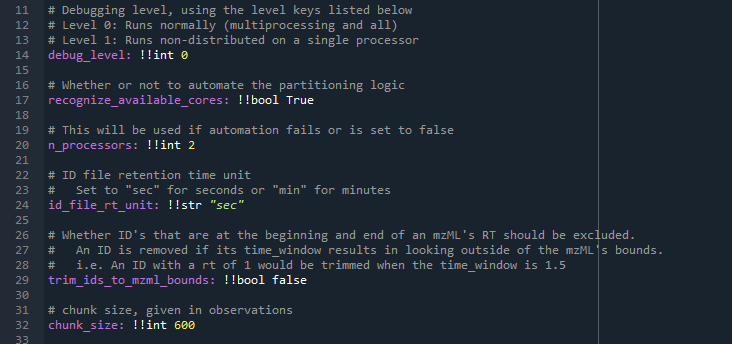 11 # Debugging level, using the level keys listed below
12 # Level 0: Runs normally (multiprocessing and all)
13 # Level 1: Runs non-distributed on a single processor
14 debug_level: !!int 0
15
16 # Whether or not to automate the partitioning logic
17 recognize_available_cores: !!bool True
18
19 # This will be used if automation fails or is set to false
20 n_processors: !!int 2
21
22 # ID file retention time unit
23 #   Set to "sec" for seconds or "min" for minutes
24 id_file_rt_unit: !!str "sec"
25
26 # Whether ID's that are at the beginning and end of an mzML's RT should be excluded.
27 #   An ID is removed if its time_window results in looking outside of the mzML's bounds.
28 #   i.e. An ID with a rt of 1 would be trimmed when the time_window is 1.5
29 trim_ids_to_mzml_bounds: !!bool false
30
31 # chunk size, given in observations
32 chunk_size: !!int 600
33